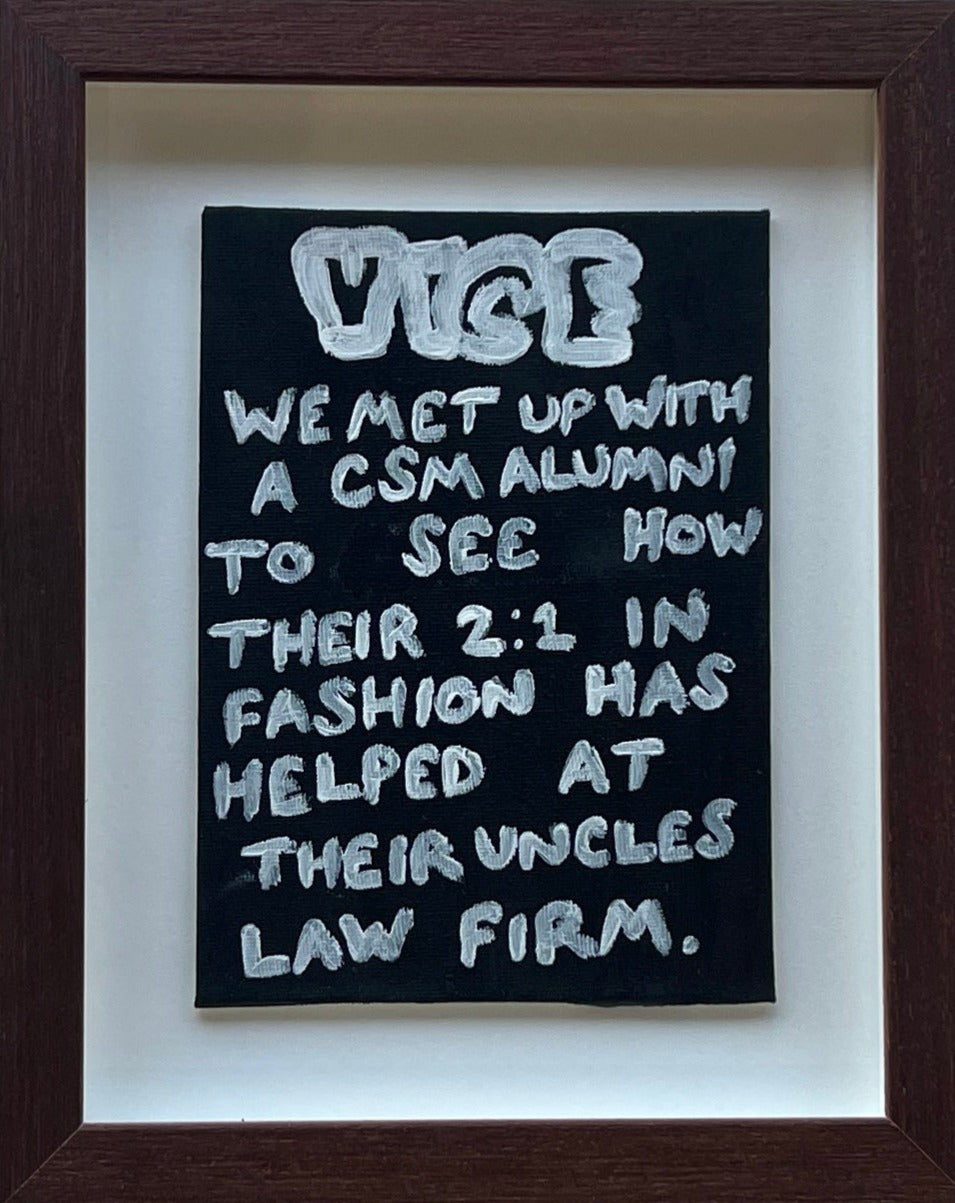 VICE
WE MET UP WITH
A CSM ALUMNI
TO SEE HOW
THEIR 2:1 IN
FASHION HAS
HELPED AT
THEIR UNCLES
LAW FIRM.